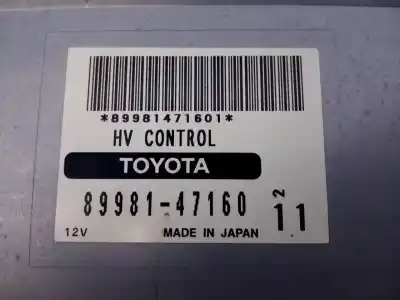 *89981471601*
HV CONTROL
TOYOTA
89981-47160 2 11
12V MADE IN JAPAN